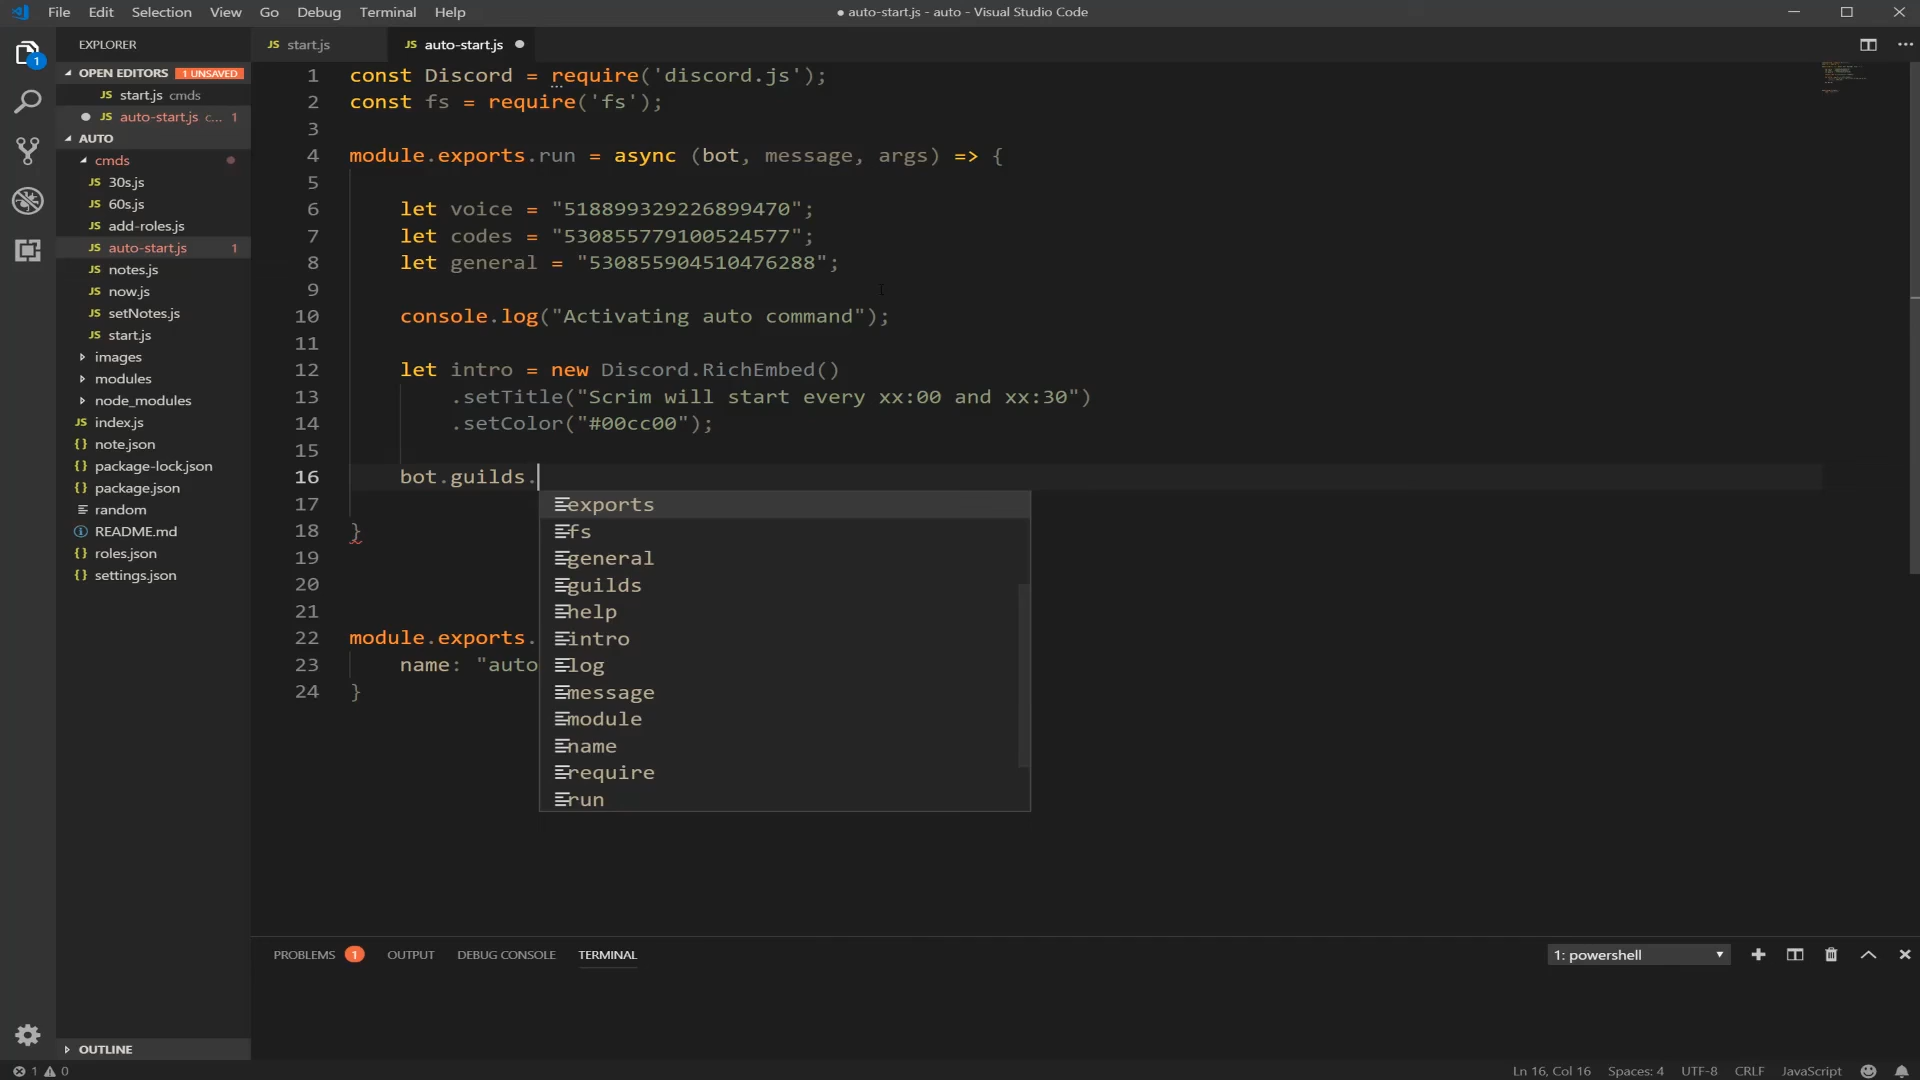 File Edit Selection View Go Debug Terminal Help
● auto-start.js - auto - Visual Studio Code
EXPLORER
OPEN EDITORS 1 UNSAVED
JS start.js cmds
● JS auto-start.js c... 1
AUTO
cmds
JS 30s.js
JS 60s.js
JS add-roles.js
JS auto-start.js 1
JS notes.js
JS now.js
JS setNotes.js
JS start.js
images
modules
node_modules
JS index.js
{} note.json
{} package-lock.json
{} package.json
random
README.md
{} roles.json
{} settings.json
OUTLINE
JS start.js
JS auto-start.js ●
1 const Discord = require('discord.js');
2 const fs = require('fs');
3
4 module.exports.run = async (bot, message, args) => {
5
6 let voice = "518899329226899470";
7 let codes = "530855779100524577";
8 let general = "530855904510476288";
9
10 console.log("Activating auto command");
11
12 let intro = new Discord.RichEmbed()
13 .setTitle("Scrim will start every xx:00 and xx:30")
14 .setColor("#00cc00");
15
16 bot.guilds.
17
18 }
19
20
21
22 module.exports.
23 name: "auto
24 }
exports
fs
general
guilds
help
intro
log
message
module
name
require
run
PROBLEMS 1 OUTPUT DEBUG CONSOLE TERMINAL
1: powershell
1 0
Ln 16, Col 16 Spaces: 4 UTF-8 CRLF JavaScript